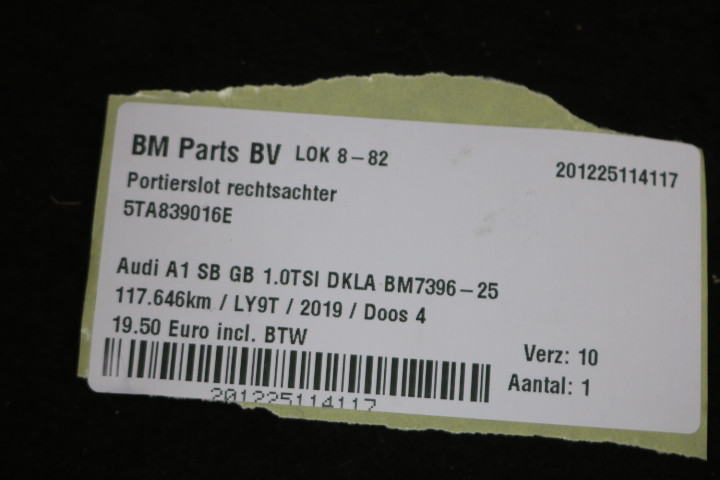 BM Parts BV LOK 8-82 201225114117
Portierslot rechtsachter
5TA839016E
Audi A1 SB GB 1.0TSI DKLA BM7396-25
117.646km / LY9T / 2019 / Doos 4
19.50 Euro incl. BTW
Verz: 10
Aantal: 1
201225114117